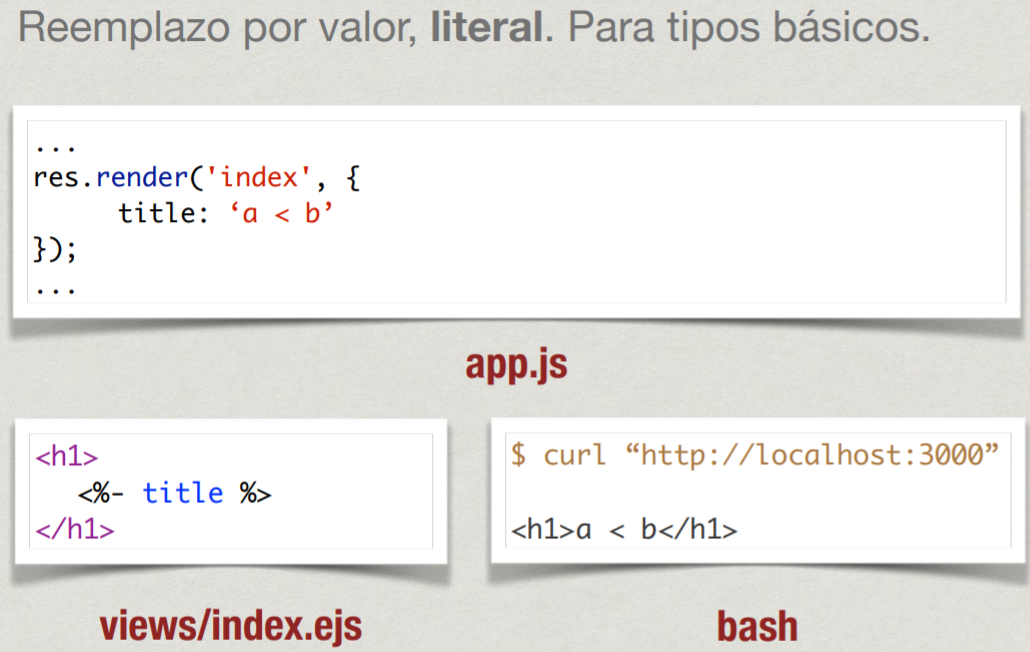 Reemplazo por valor, literal. Para tipos básicos.
...
res.render('index', {
title: ‘a < b’
});
...
app.js
<h1>
<%- title %>
</h1>
views/index.ejs
$ curl “http://localhost:3000”
<h1>a < b</h1>
bash